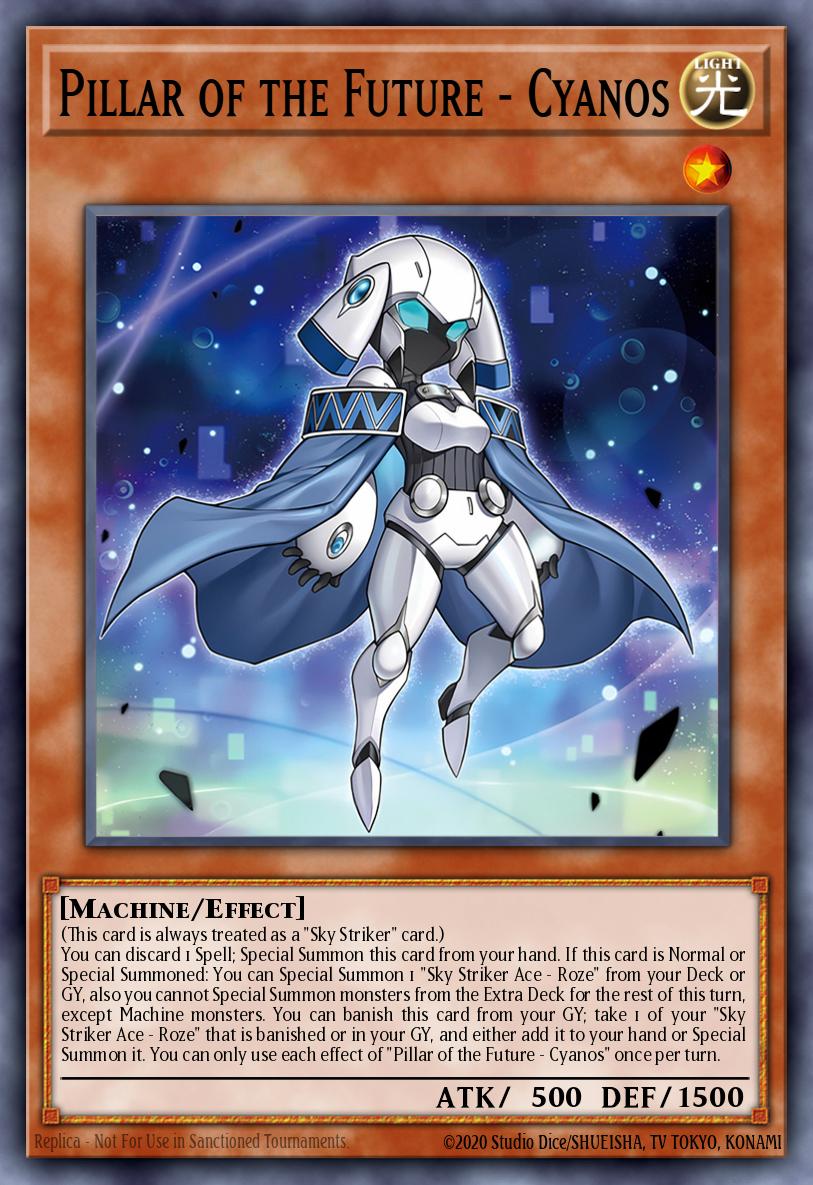 Pillar of the Future - Cyanos
LIGHT
光
[Machine/Effect]
(This card is always treated as a "Sky Striker" card.)
You can discard 1 Spell; Special Summon this card from your hand. If this card is Normal or
Special Summoned: You can Special Summon 1 "Sky Striker Ace - Roze" from your Deck or
GY, also you cannot Special Summon monsters from the Extra Deck for the rest of this turn,
except Machine monsters. You can banish this card from your GY; take 1 of your "Sky
Striker Ace - Roze" that is banished or in your GY, and either add it to your hand or Special
Summon it. You can only use each effect of "Pillar of the Future - Cyanos" once per turn.
ATK/ 500 DEF/1500
Replica - Not For Use in Sanctioned Tournaments.
©2020 Studio Dice/SHUEISHA, TV TOKYO, KONAMI